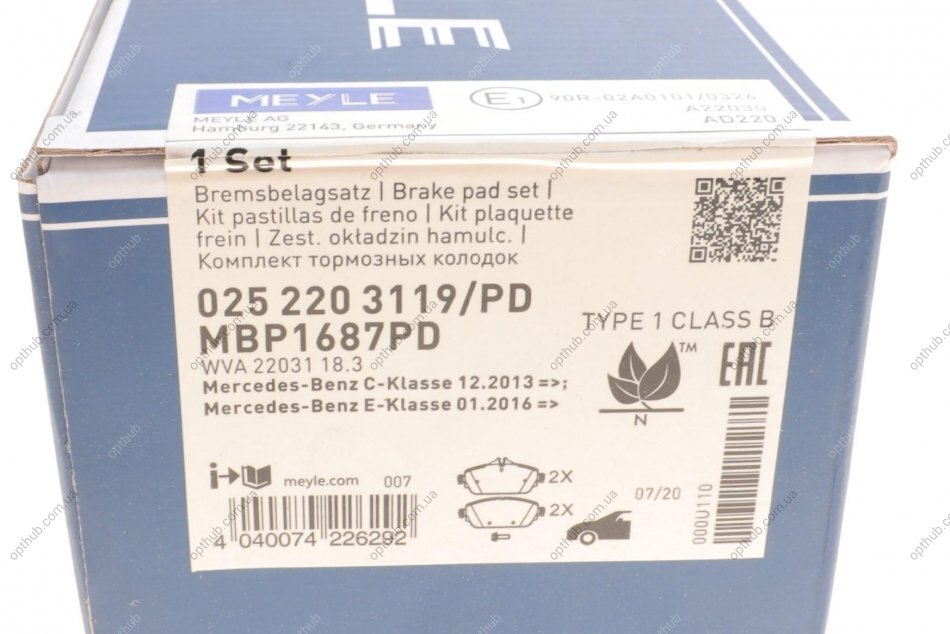 MEYLE
E1 90R-02A0101/0326
A22030
AD220
MEYLE AG
Hamburg 22143, Germany
1 Set
Bremsbelagsatz | Brake pad set |
Kit pastillas de freno | Kit plaquette
frein | Zest. okładzin hamulc. |
Комплект тормозных колодок
025 220 3119/PD
MBP1687PD
WVA 22031 18.3
Mercedes-Benz C-Klasse 12.2013 =>;
Mercedes-Benz E-Klasse 01.2016 =>
TYPE 1 CLASS B
TM
N
EAC
i
meyle.com 007
2X
2X
07/20
000U110
4 040074 226292
opthub.com.ua